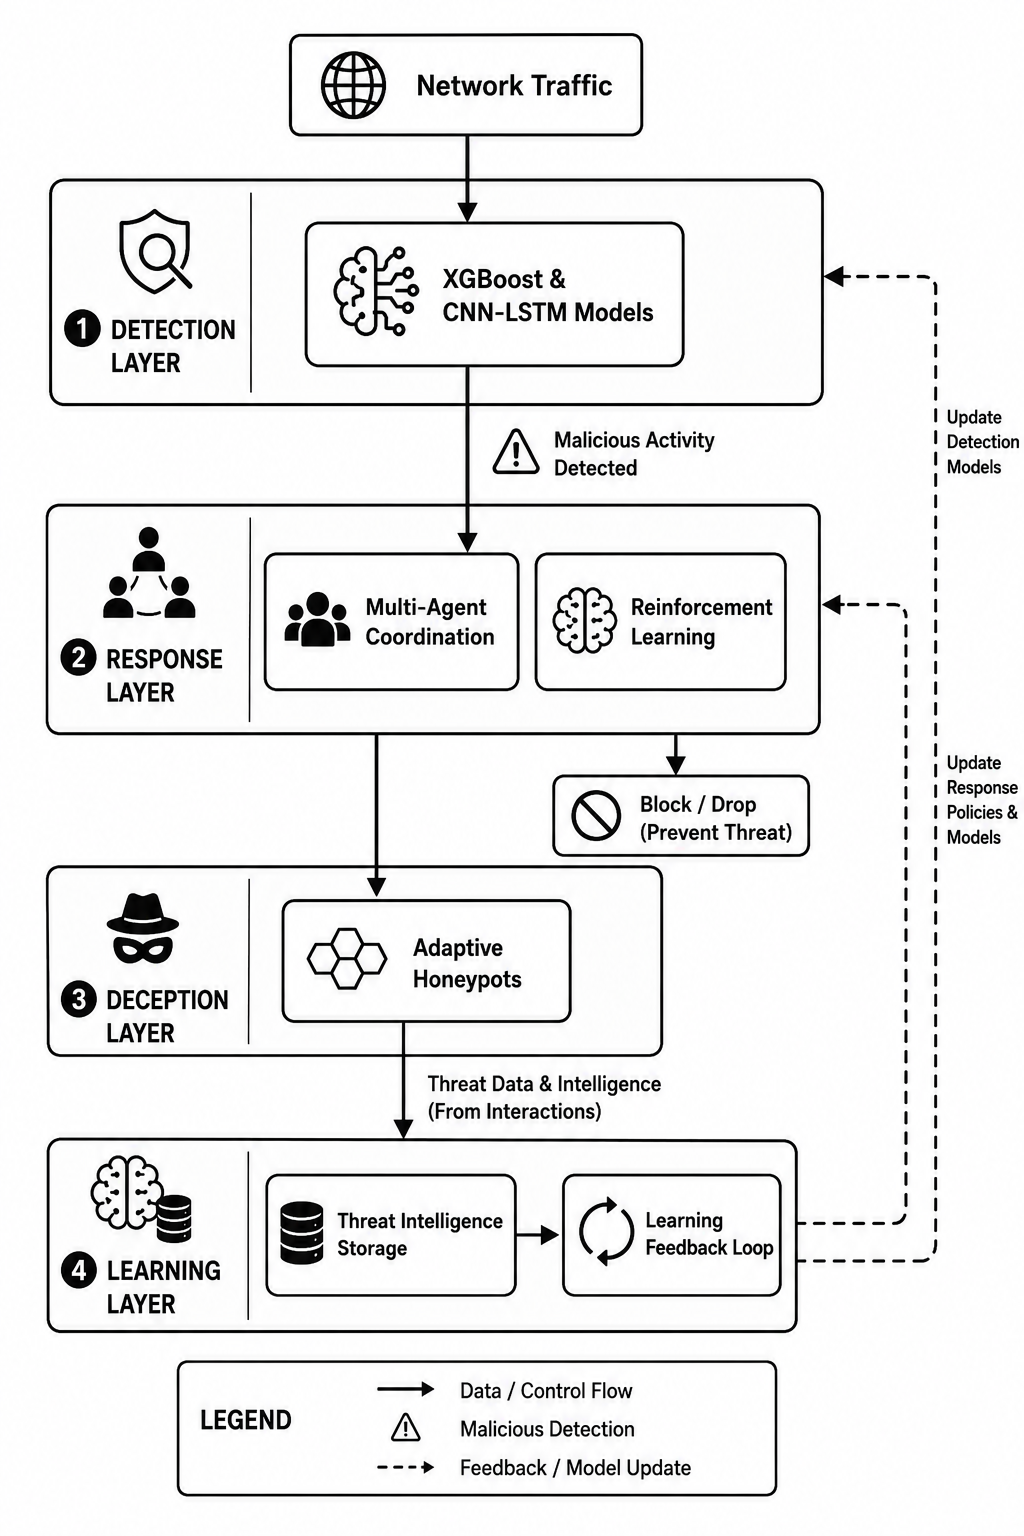 Network Traffic
XGBoost &
CNN-LSTM Models
1 DETECTION
LAYER
Malicious Activity
Detected
Update
Detection
Models
Multi-Agent
Coordination
Reinforcement
Learning
2 RESPONSE
LAYER
Block / Drop
(Prevent Threat)
Update
Response
Policies &
Models
Adaptive
Honeypots
3 DECEPTION
LAYER
Threat Data & Intelligence
(From Interactions)
Threat Intelligence
Storage
Learning
Feedback Loop
4 LEARNING
LAYER
LEGEND
Data / Control Flow
Malicious Detection
Feedback / Model Update